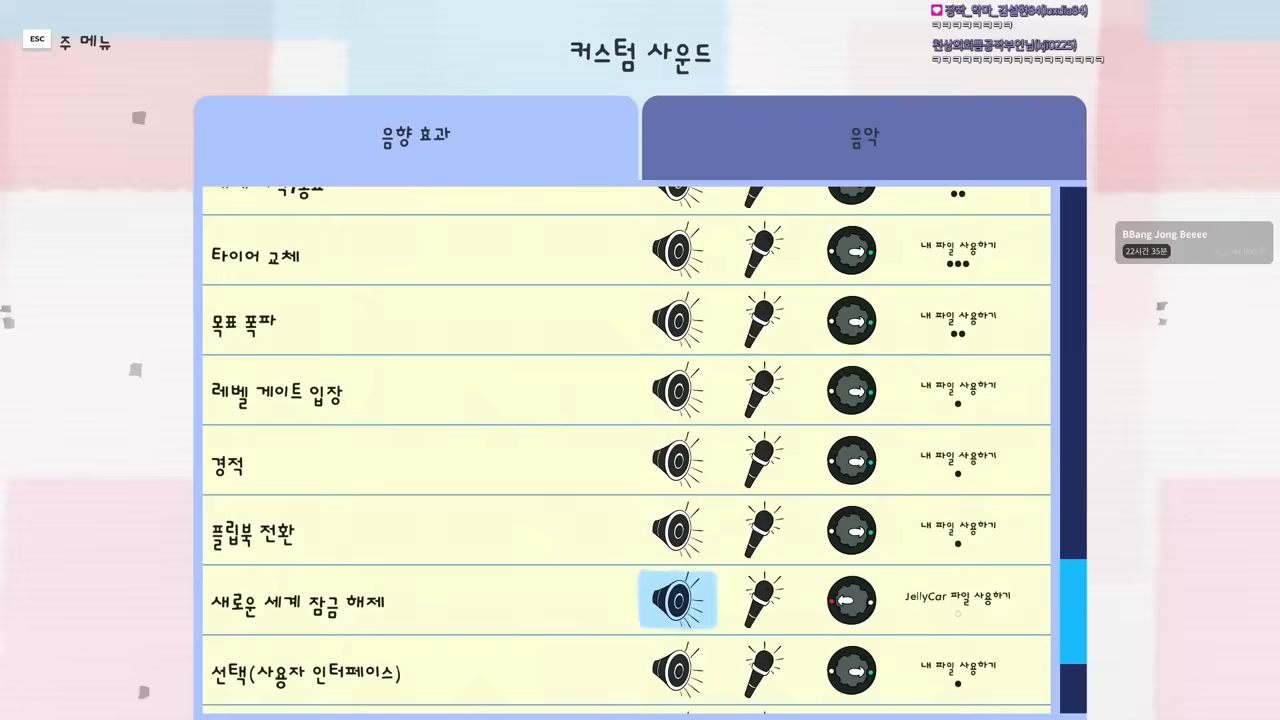 ESC 주 메뉴
커스텀 사운드
ㅋㅋㅋㅋㅋㅋㅋㅋ
ㅋㅋㅋㅋㅋㅋㅋㅋㅋㅋㅋㅋㅋㅋㅋㅋㅋ
음향 효과
음악
타이어 교체
내 파일 사용하기
목표 폭파
내 파일 사용하기
레벨 게이트 입장
내 파일 사용하기
경적
내 파일 사용하기
플립북 전환
내 파일 사용하기
새로운 세계 잠금 해제
JellyCar 파일 사용하기
선택(사용자 인터페이스)
내 파일 사용하기
BBang Jong Beeee
22시간 35분